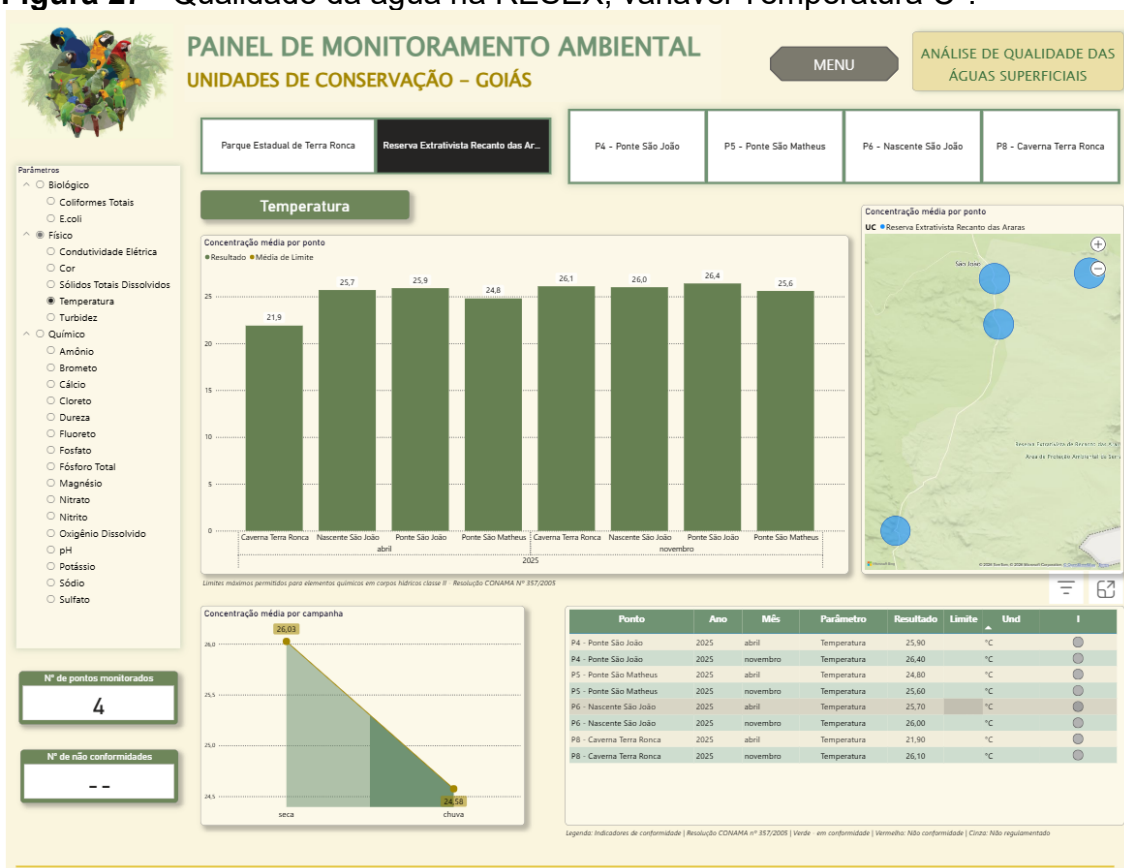 Figura 27 - Qualidade da água na RESEX, variável Temperatura C°.
PAINEL DE MONITORAMENTO AMBIENTAL
UNIDADES DE CONSERVAÇÃO – GOIÁS
MENU
ANÁLISE DE QUALIDADE DAS
ÁGUAS SUPERFICIAIS
Parque Estadual de Terra Ronca
Reserva Extrativista Recanto das Ar...
P4 - Ponte São João
P5 - Ponte São Matheus
P6 - Nascente São João
P8 - Caverna Terra Ronca
Parâmetros
Biológico
Coliformes Totais
E.coli
Físico
Condutividade Elétrica
Cor
Sólidos Totais Dissolvidos
Temperatura
Turbidez
Químico
Amônio
Brometo
Cálcio
Cloreto
Dureza
Fluoreto
Fosfato
Fósforo Total
Magnésio
Nitrato
Nitrito
Oxigênio Dissolvido
pH
Potássio
Sódio
Sulfato
Nº de pontos monitorados
4
Nº de não conformidades
--
Temperatura
Concentração média por ponto
Resultado Média de Limite
21,9 25,7 25,9 24,8 26,1 26,0 26,4 25,6
25
20
15
10
5
0
Caverna Terra Ronca Nascente São João Ponte São João Ponte São Matheus Caverna Terra Ronca Nascente São João Ponte São João Ponte São Matheus
abril novembro
2025
Limites máximos permitidos para elementos químicos em corpos hídricos classe II - Resolução CONAMA Nº 357/2005
Concentração média por ponto
UC Reserva Extrativista Recanto das Araras
São João
Reserva Extrativista de Recanto das
Microsoft Bing
Concentração média por campanha
26,03
26,0
25,5
25,0
24,5
24,58
seca chuva
Ponto Ano Mês Parâmetro Resultado Limite Und I
P4 - Ponte São João 2025 abril Temperatura 25,90 °C
P4 - Ponte São João 2025 novembro Temperatura 26,40 °C
P5 - Ponte São Matheus 2025 abril Temperatura 24,80 °C
P5 - Ponte São Matheus 2025 novembro Temperatura 25,60 °C
P6 - Nascente São João 2025 abril Temperatura 25,70 °C
P6 - Nascente São João 2025 novembro Temperatura 26,00 °C
P8 - Caverna Terra Ronca 2025 abril Temperatura 21,90 °C
P8 - Caverna Terra Ronca 2025 novembro Temperatura 26,10 °C
Legenda: Indicadores de conformidade | Resolução CONAMA nº 357/2005 | Verde - em conformidade | Vermelho: Não conformidade | Cinza: Não regulamentado